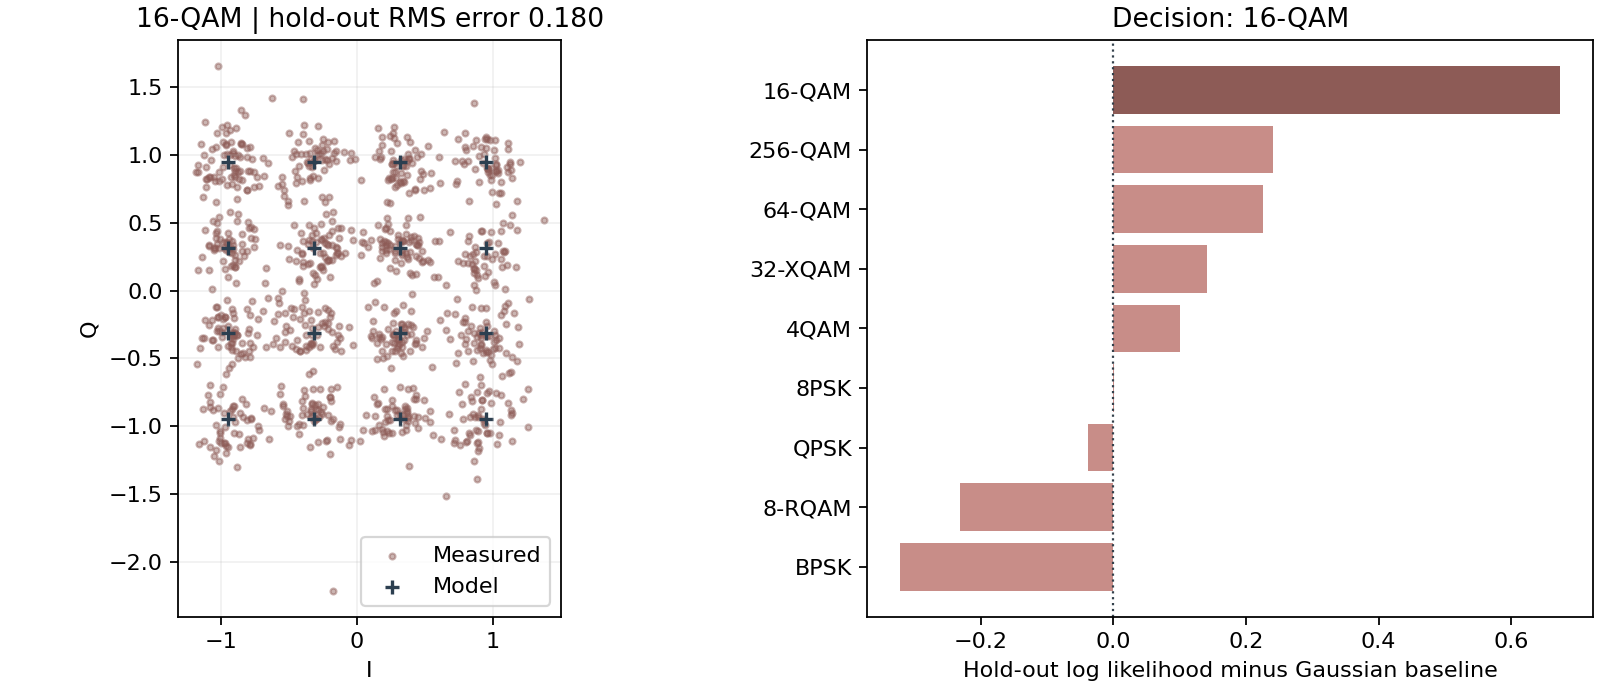 16-QAM | hold-out RMS error 0.180
1.5
1.0
0.5
0.0
−0.5
−1.0
−1.5
−2.0
Q
−1
0
1
I
Measured
Model
Decision: 16-QAM
16-QAM
256-QAM
64-QAM
32-XQAM
4QAM
8PSK
QPSK
8-RQAM
BPSK
−0.2
0.0
0.2
0.4
0.6
Hold-out log likelihood minus Gaussian baseline